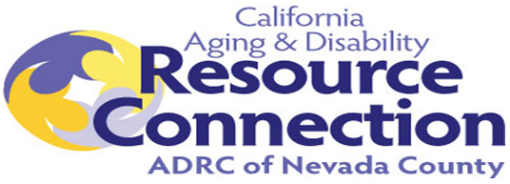 California
Aging & Disability
Resource
Connection
ADRC of Nevada County